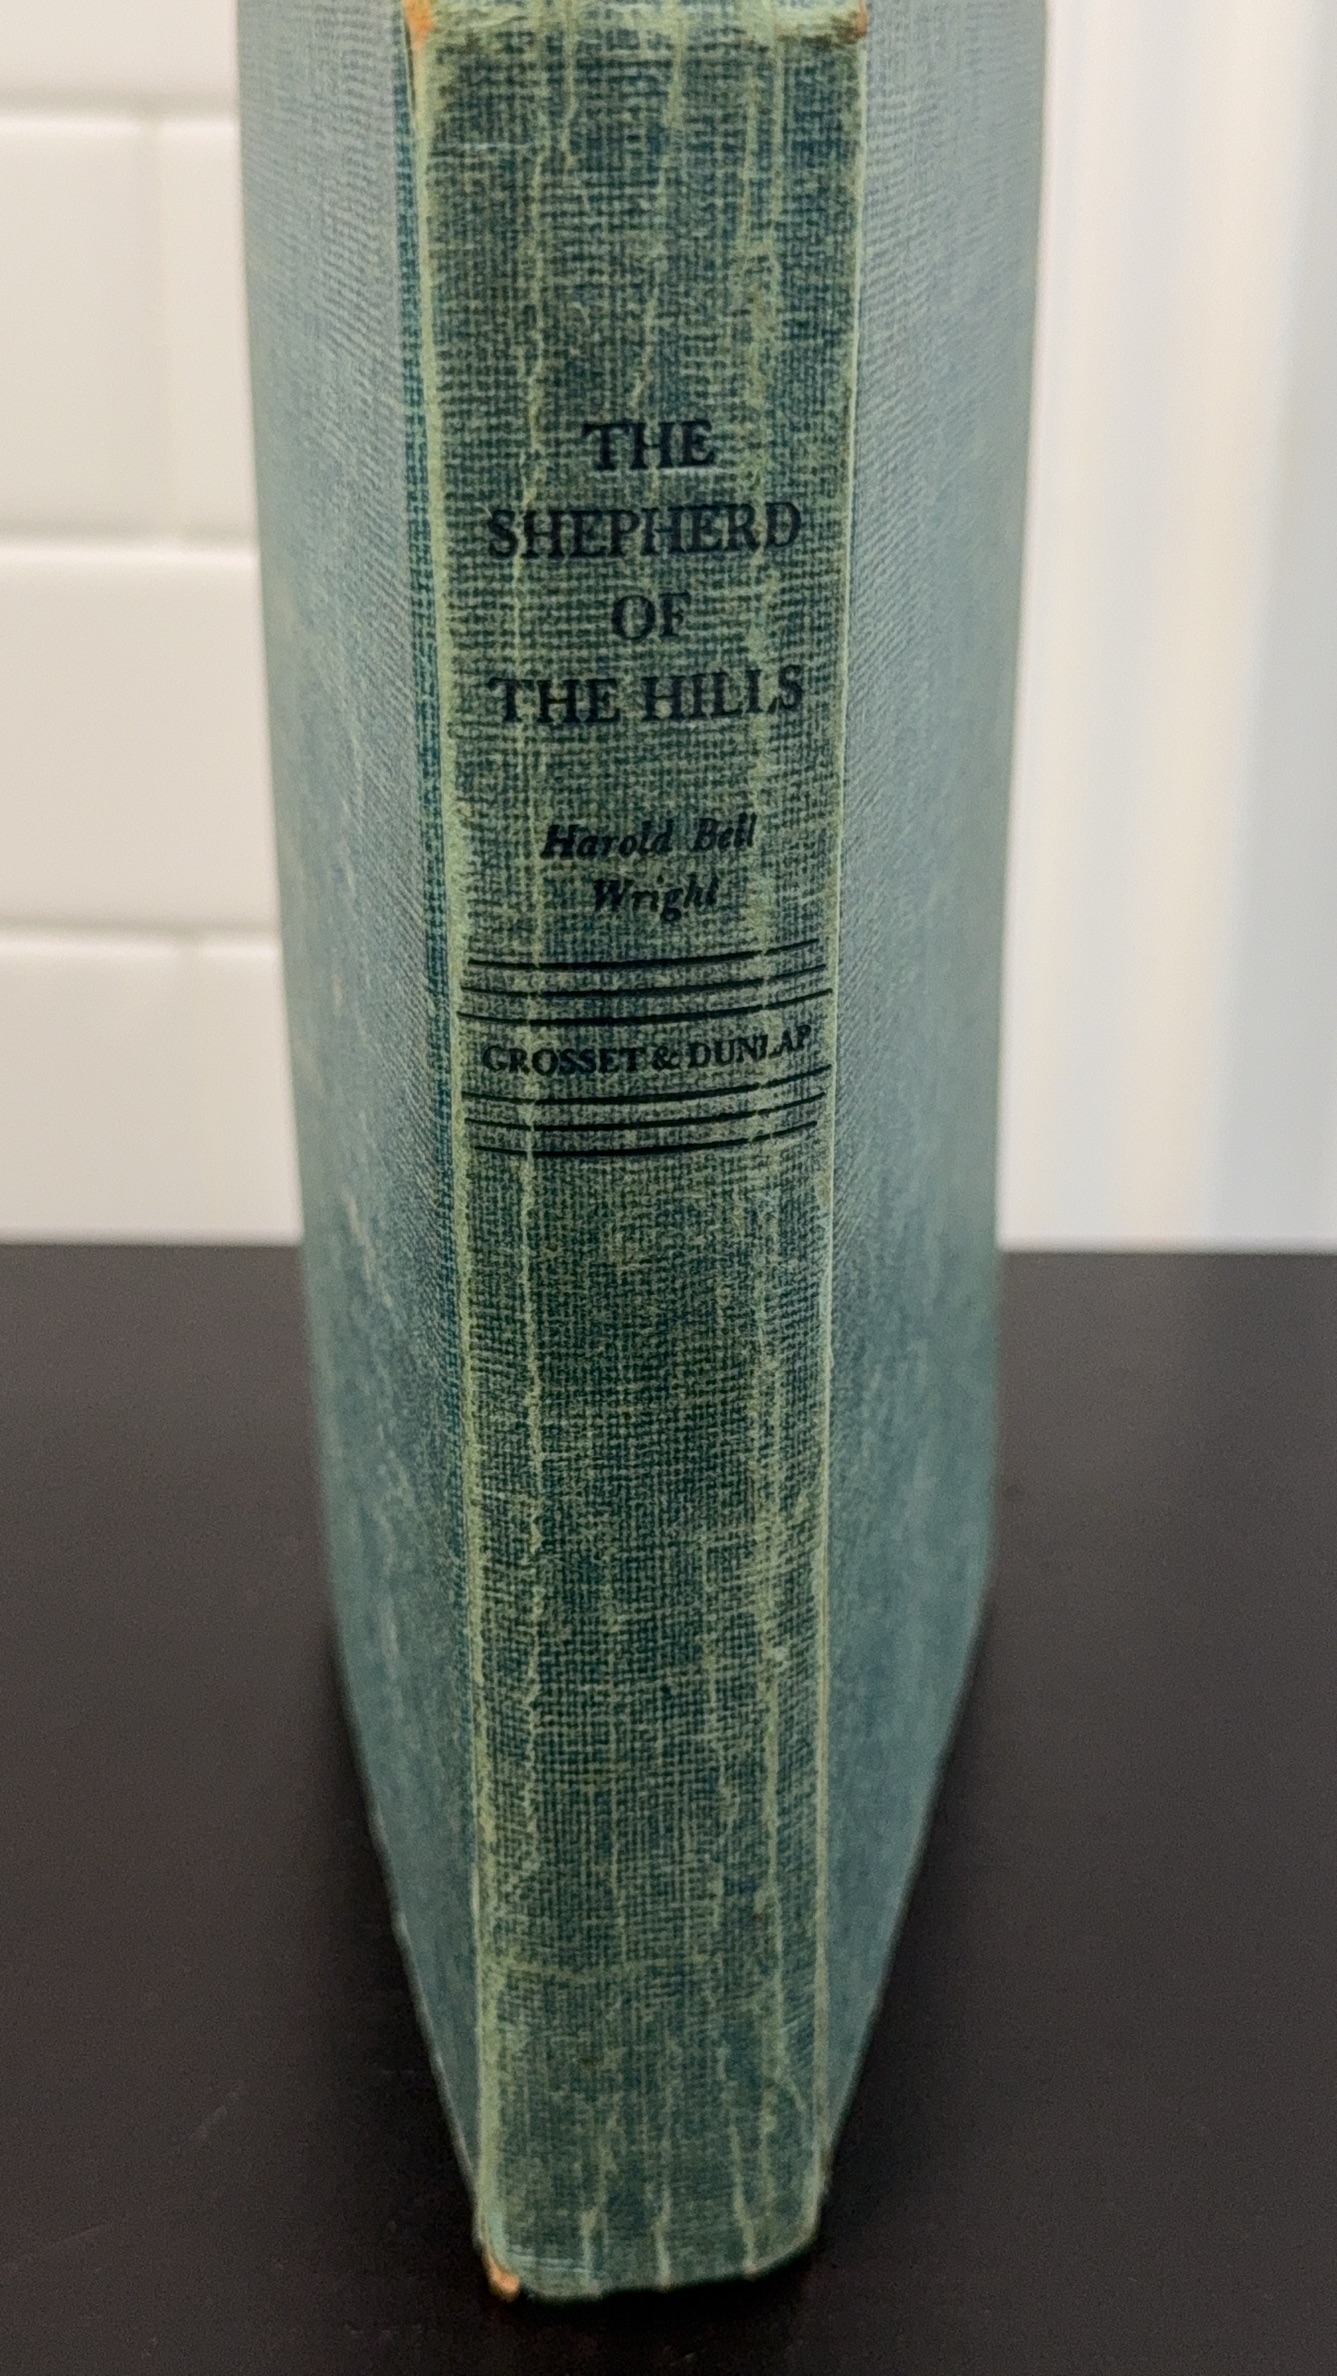 THE
SHEPHERD
OF
THE HILLS
Harold Bell
Wright
GROSSET & DUNLAP